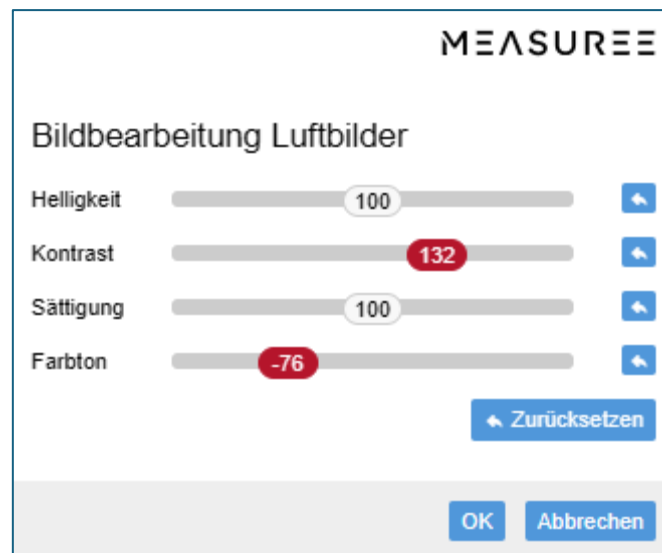 MEASUREE
Bildbearbeitung Luftbilder
Helligkeit 100
Kontrast 132
Sättigung 100
Farbton -76
Zurücksetzen
OK Abbrechen